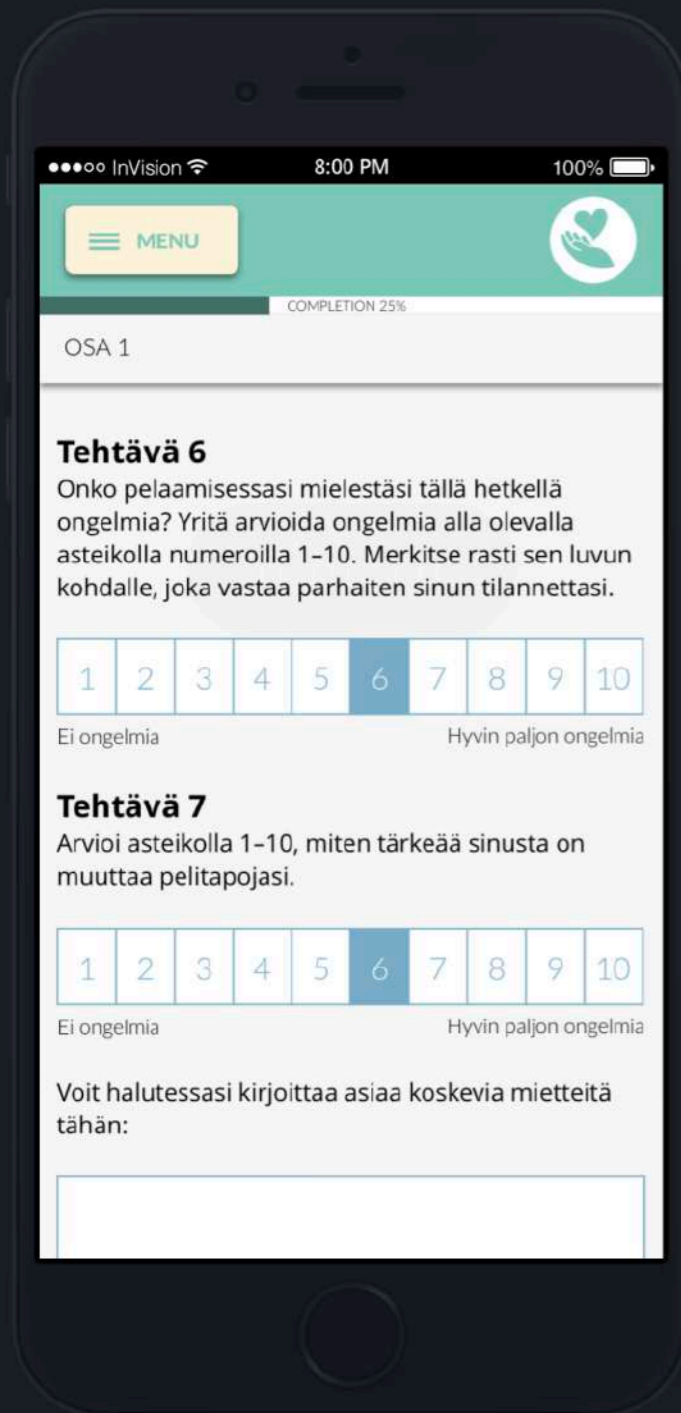 InVision 8:00 PM 100%
MENU
COMPLETION 25%
OSA 1
Tehtävä 6
Onko pelaamisessasi mielestäsi tällä hetkellä
ongelmia? Yritä arvioida ongelmia alla olevalla
asteikolla numeroilla 1–10. Merkitse rasti sen luvun
kohdalle, joka vastaa parhaiten sinun tilannettasi.
1 2 3 4 5 6 7 8 9 10
Ei ongelmia Hyvin paljon ongelmia
Tehtävä 7
Arvioi asteikolla 1–10, miten tärkeää sinusta on
muuttaa pelitapojasi.
1 2 3 4 5 6 7 8 9 10
Ei ongelmia Hyvin paljon ongelmia
Voit halutessasi kirjoittaa asiaa koskevia mietteitä
tähän: